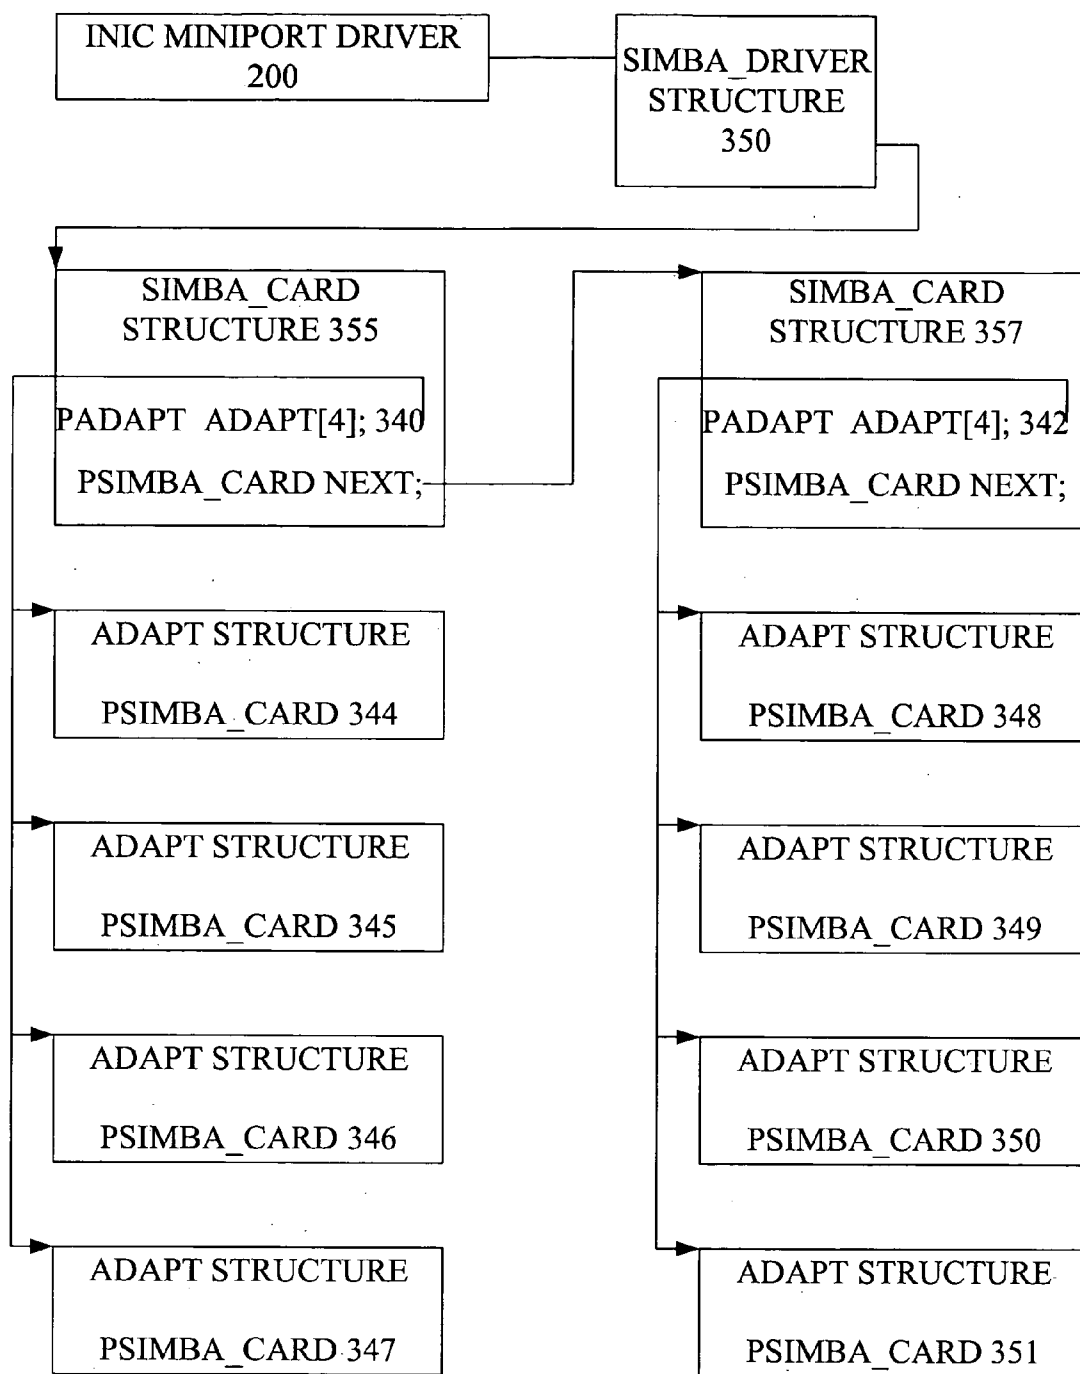 INIC MINIPORT DRIVER
200
SIMBA_DRIVER
STRUCTURE
350
SIMBA_CARD
STRUCTURE 355
PADAPT ADAPT[4]; 340
PSIMBA_CARD NEXT;
SIMBA_CARD
STRUCTURE 357
PADAPT ADAPT[4]; 342
PSIMBA_CARD NEXT;
ADAPT STRUCTURE
PSIMBA_CARD 344
ADAPT STRUCTURE
PSIMBA_CARD 348
ADAPT STRUCTURE
PSIMBA_CARD 345
ADAPT STRUCTURE
PSIMBA_CARD 349
ADAPT STRUCTURE
PSIMBA_CARD 346
ADAPT STRUCTURE
PSIMBA_CARD 350
ADAPT STRUCTURE
PSIMBA_CARD 347
ADAPT STRUCTURE
PSIMBA_CARD 351